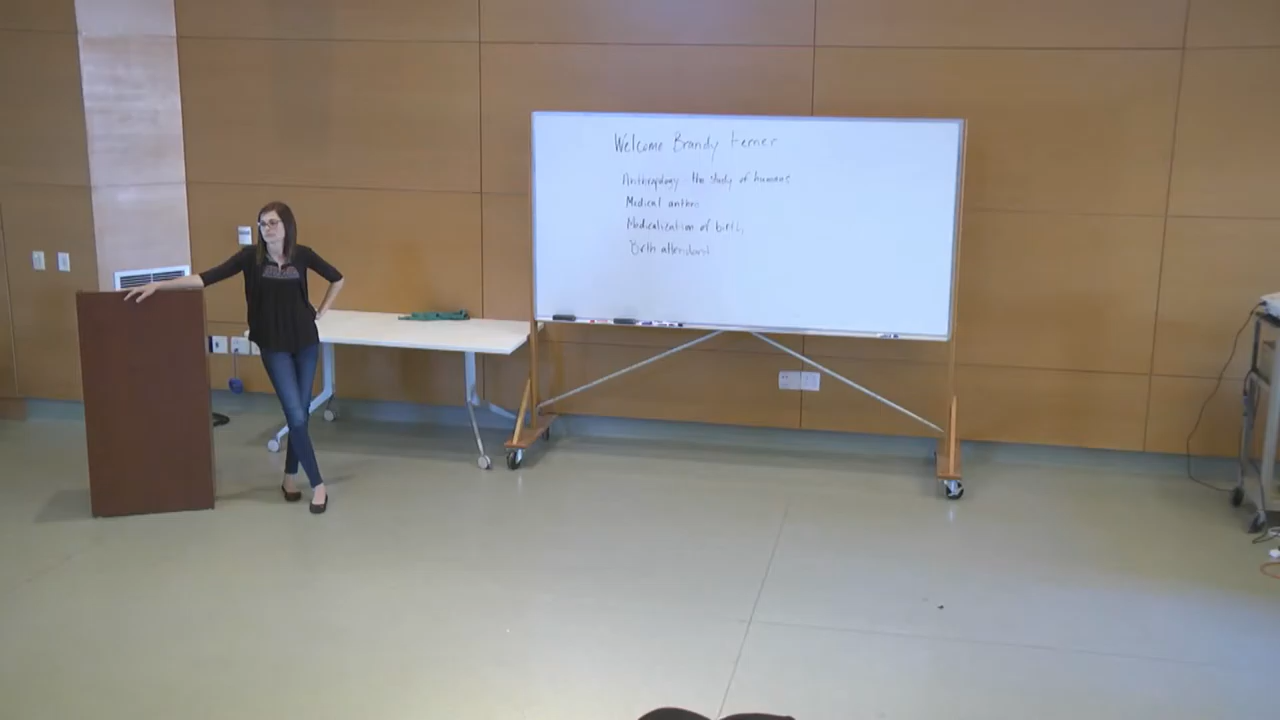 Welcome Brandy Ferner
Anthropology - the study of humans
Medical anthro
Medicalization of birth
Birth attendant